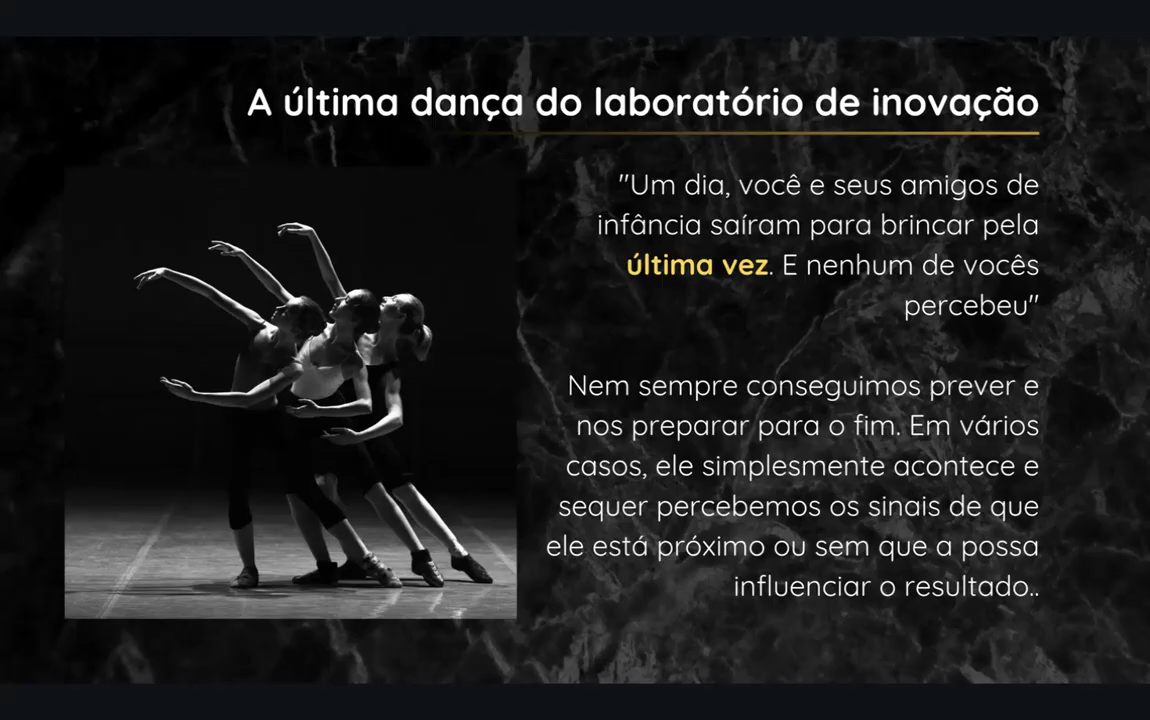 A última dança do laboratório de inovação
"Um dia, você e seus amigos de
infância saíram para brincar pela
última vez. E nenhum de vocês
percebeu"
Nem sempre conseguimos prever e
nos preparar para o fim. Em vários
casos, ele simplesmente acontece e
sequer percebemos os sinais de que
ele está próximo ou sem que a possa
influenciar o resultado..